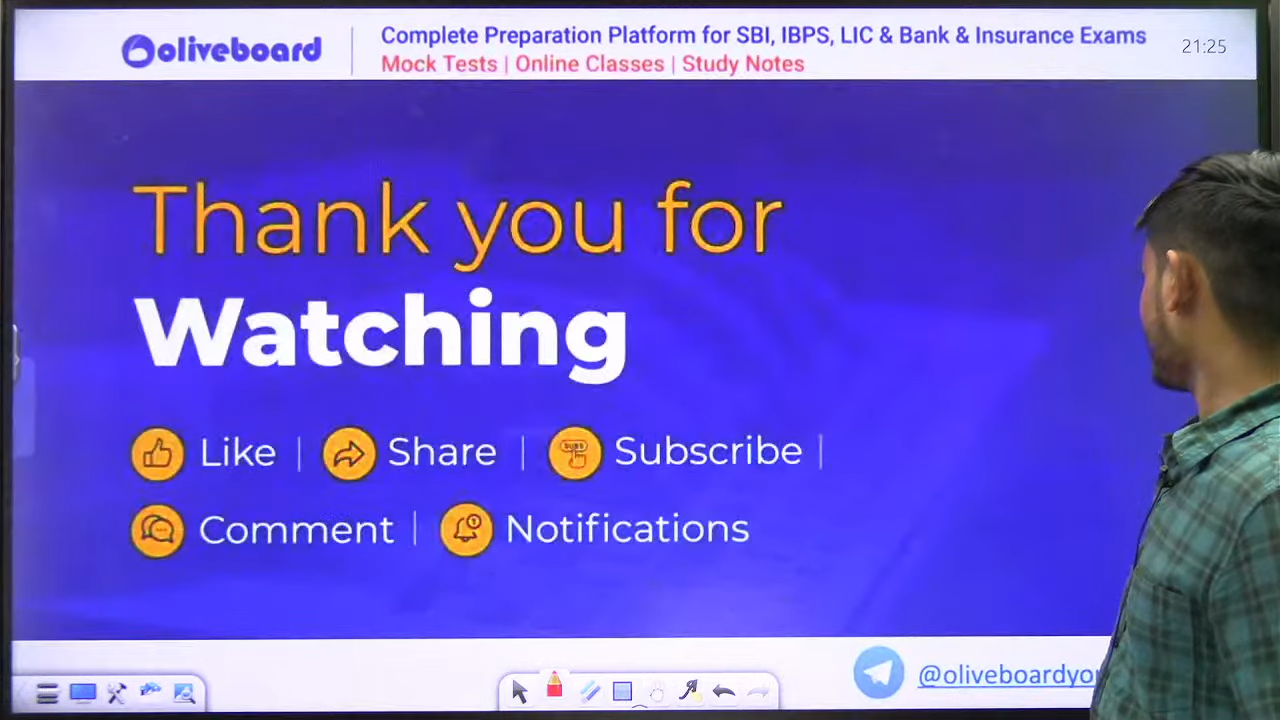 oliveboard
Complete Preparation Platform for SBI, IBPS, LIC & Bank & Insurance Exams
Mock Tests | Online Classes | Study Notes
21:25
Thank you for
Watching
Like | Share | Subscribe |
Comment | Notifications